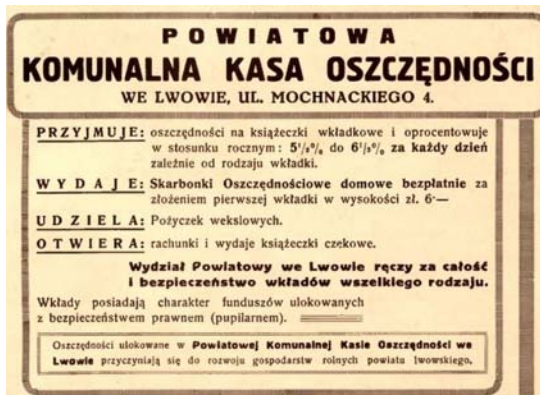 POWIATOWA
KOMUNALNA KASA OSZCZĘDNOŚCI
WE LWOWIE, UL. MOCHNACKIEGO 4.
PRZYJMUJE: oszczędności na książeczki wkładkowe i oprocentowuje
w stosunku rocznym: 5¹/₂% do 6¹/₂% za każdy dzień
zależnie od rodzaju wkładki.
WYDAJE: Skarbonki Oszczędnościowe domowe bezpłatnie za
złożeniem pierwszej wkładki w wysokości zł. 6·—
UDZIELA: Pożyczek wekslowych.
OTWIERA: rachunki i wydaje książeczki czekowe.
Wydział Powiatowy we Lwowie ręczy za całość
i bezpieczeństwo wkładów wszelkiego rodzaju.
Wkłady posiadają charakter funduszów ulokowanych
z bezpieczeństwem prawnem (pupilarnem).
Oszczędności ulokowane w Powiatowej Komunalnej Kasie Oszczędności we
Lwowie przyczyniają się do rozwoju gospodarstw rolnych powiatu lwowskiego.